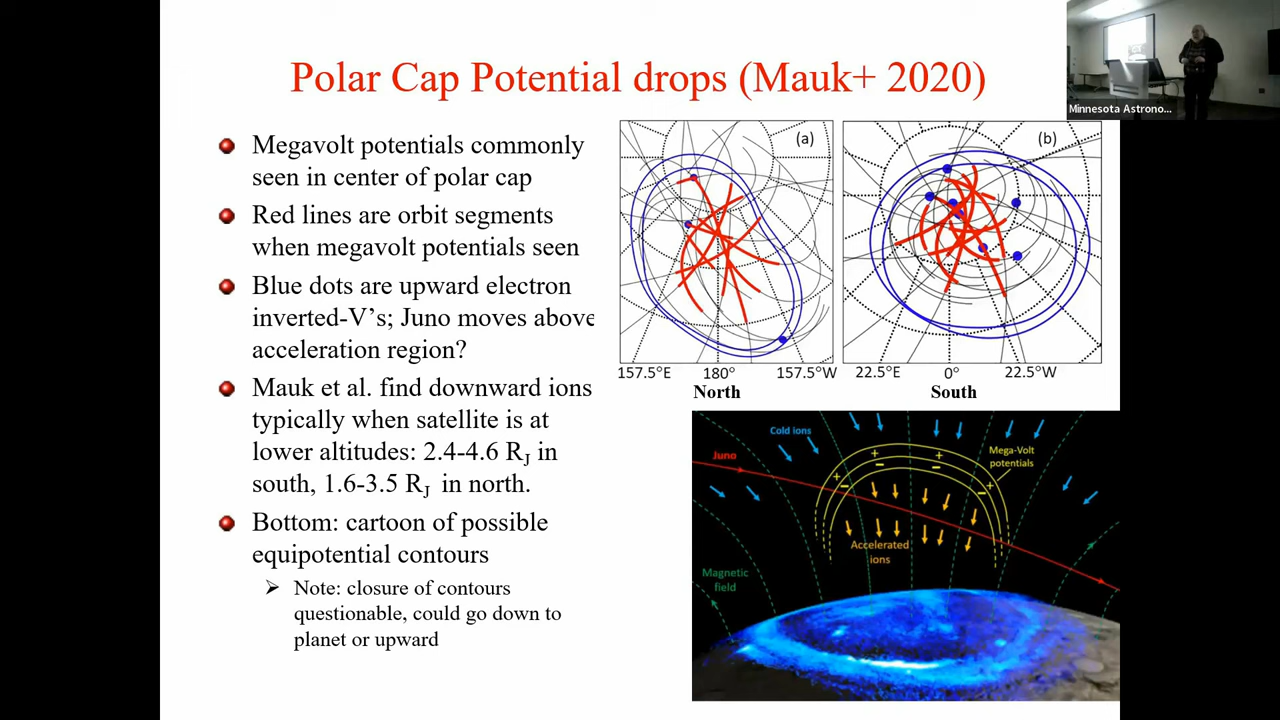 Polar Cap Potential drops (Mauk+ 2020)
Minnesota Astrono...
Megavolt potentials commonly
seen in center of polar cap
Red lines are orbit segments
when megavolt potentials seen
Blue dots are upward electron
inverted-V’s; Juno moves above
acceleration region?
Mauk et al. find downward ions
typically when satellite is at
lower altitudes: 2.4-4.6 RJ in
south, 1.6-3.5 RJ in north.
Bottom: cartoon of possible
equipotential contours
Note: closure of contours
questionable, could go down to
planet or upward
(a)
157.5°E 180° 157.5°W
North
(b)
22.5°E 0° 22.5°W
South
Cold ions
Juno
Mega-Volt
potentials
Accelerated
ions
Magnetic
field